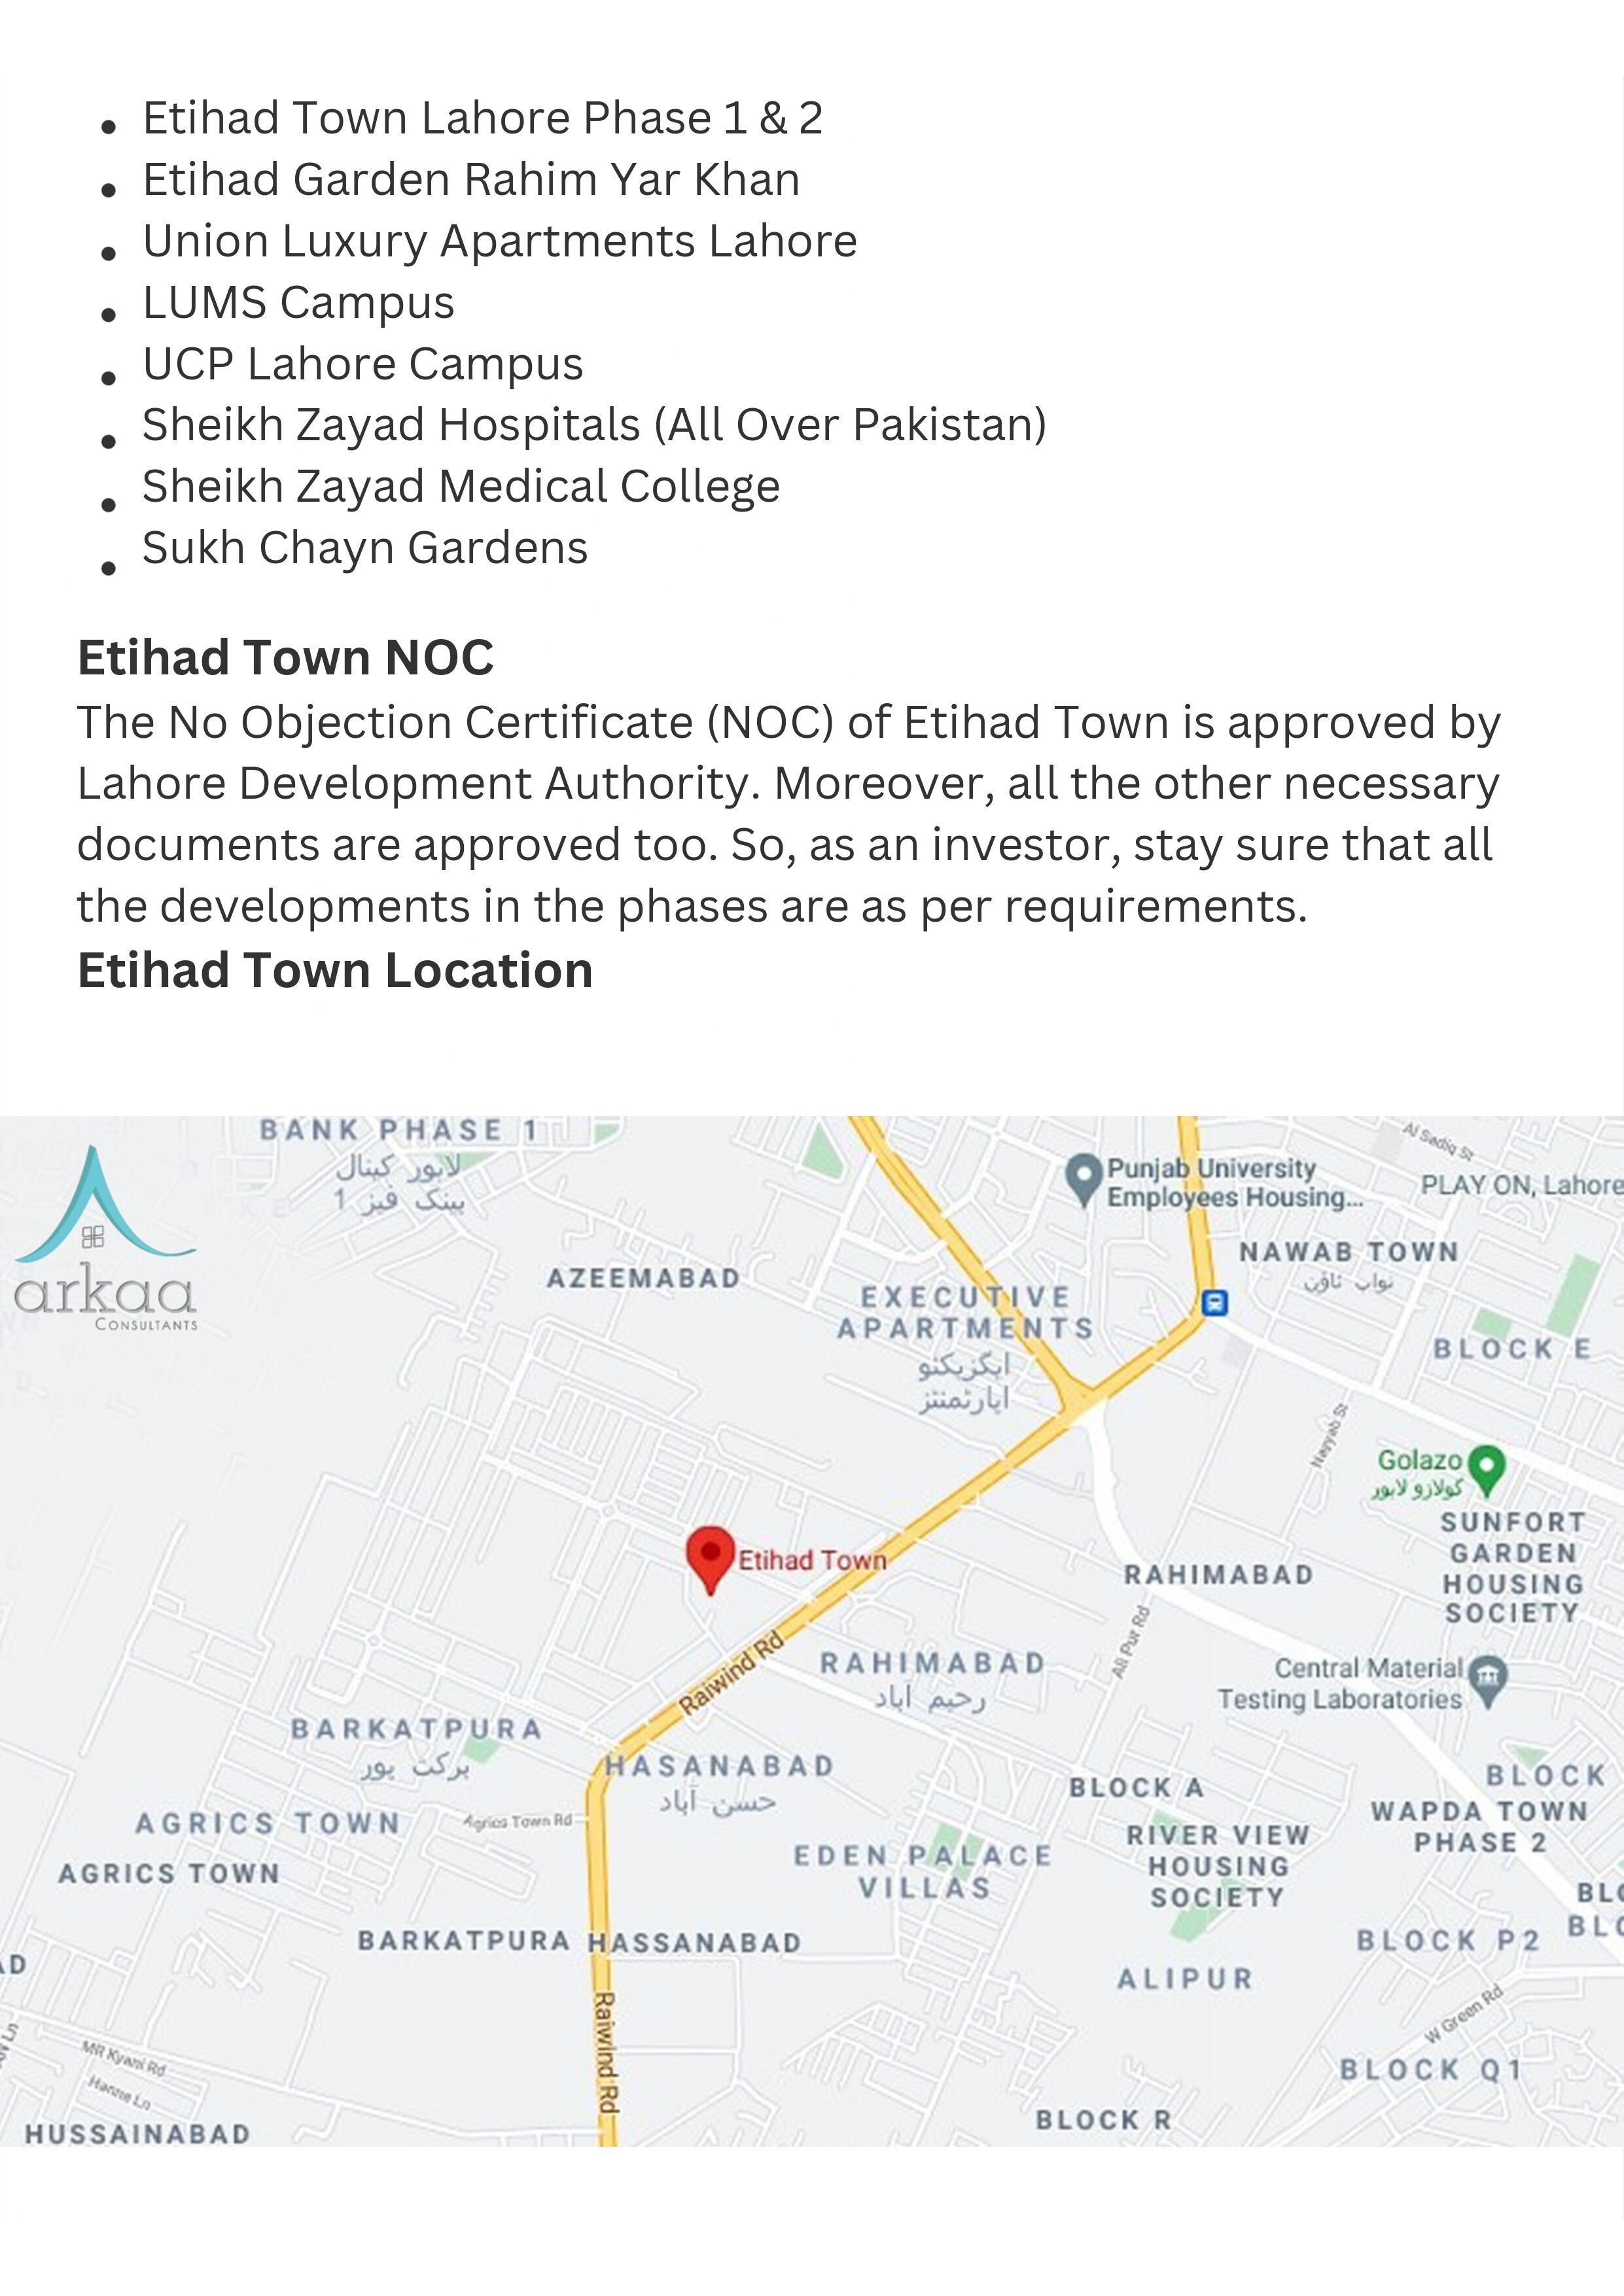 Etihad Town Lahore Phase 1 & 2
Etihad Garden Rahim Yar Khan
Union Luxury Apartments Lahore
LUMS Campus
UCP Lahore Campus
Sheikh Zayad Hospitals (All Over Pakistan)
Sheikh Zayad Medical College
Sukh Chayn Gardens
Etihad Town NOC
The No Objection Certificate (NOC) of Etihad Town is approved by
Lahore Development Authority. Moreover, all the other necessary
documents are approved too. So, as an investor, stay sure that all
the developments in the phases are as per requirements.
Etihad Town Location
BANK PHASE 1
لاہور کینال
بینک فیز 1
arkaa
CONSULTANTS
Al Sadiq St
Punjab University
Employees Housing...
PLAY ON, Lahore
NAWAB TOWN
نواب ٹاؤن
AZEEMABAD
EXECUTIVE
APARTMENTS
ایگزیکٹو
اپارٹمنٹز
BLOCK E
Nayyab St
Golazo
گولازو لاہور
SUNFORT
GARDEN
HOUSING
SOCIETY
Etihad Town
RAHIMABAD
Ali Pur Rd
Raiwind Rd
RAHIMABAD
رحیم آباد
Central Material
Testing Laboratories
BARKATPURA
برکت پور
HASANABAD
حسن آباد
BLOCK A
BLOCK
WAPDA TOWN
PHASE 2
AGRICS TOWN
Agrics Town Rd
AGRICS TOWN
EDEN PALACE
VILLAS
RIVER VIEW
HOUSING
SOCIETY
BLO
BLO
BARKATPURA
HASSANABAD
BLOCK P2
AD
ALIPUR
Raiwind Rd
W Green Rd
MR Kyani Rd
BLOCK Q1
BLOCK R
HUSSAINABAD